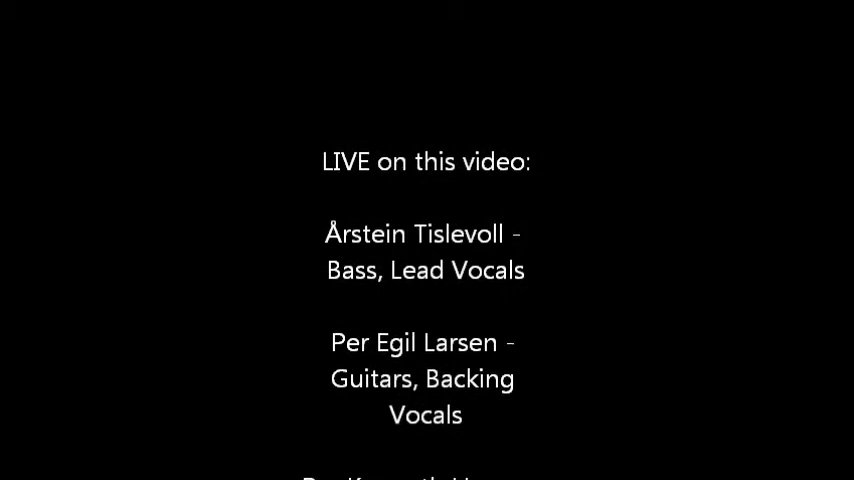 LIVE on this video:
Årstein Tislevoll -
Bass, Lead Vocals
Per Egil Larsen -
Guitars, Backing
Vocals